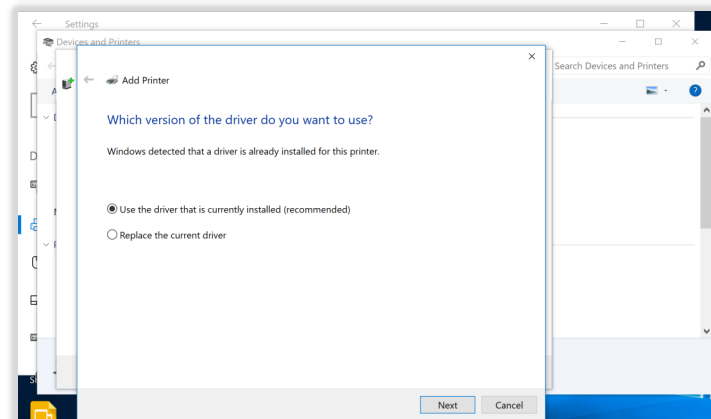 Settings
Devices and Printers
Search Devices and Printers
Add Printer
Which version of the driver do you want to use?
Windows detected that a driver is already installed for this printer.
Use the driver that is currently installed (recommended)
Replace the current driver
Next
Cancel